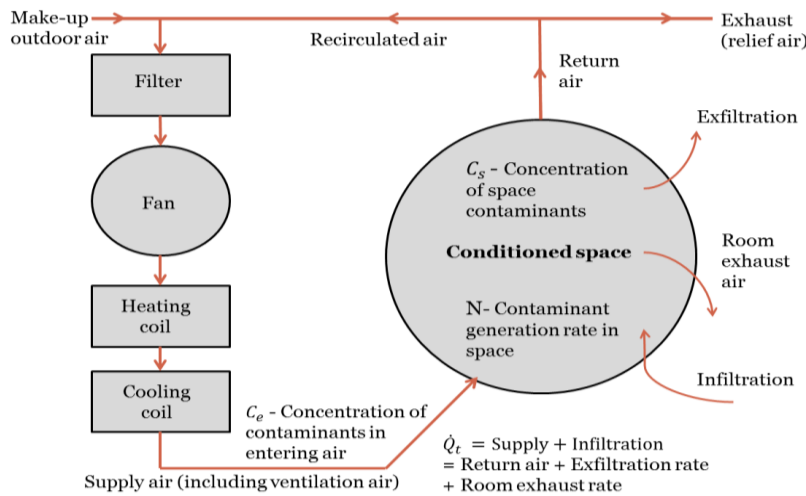 Make-up
outdoor air
Recirculated air
Exhaust
(relief air)
Return
air
Filter
Exfiltration
Fan
C_s - Concentration
of space
contaminants
Conditioned space
Room
exhaust
air
N- Contaminant
generation rate in
space
Heating
coil
Infiltration
Cooling
coil
C_e - Concentration of
contaminants in
entering air
Supply air (including ventilation air)
Q̇_t = Supply + Infiltration
= Return air + Exfiltration rate
+ Room exhaust rate